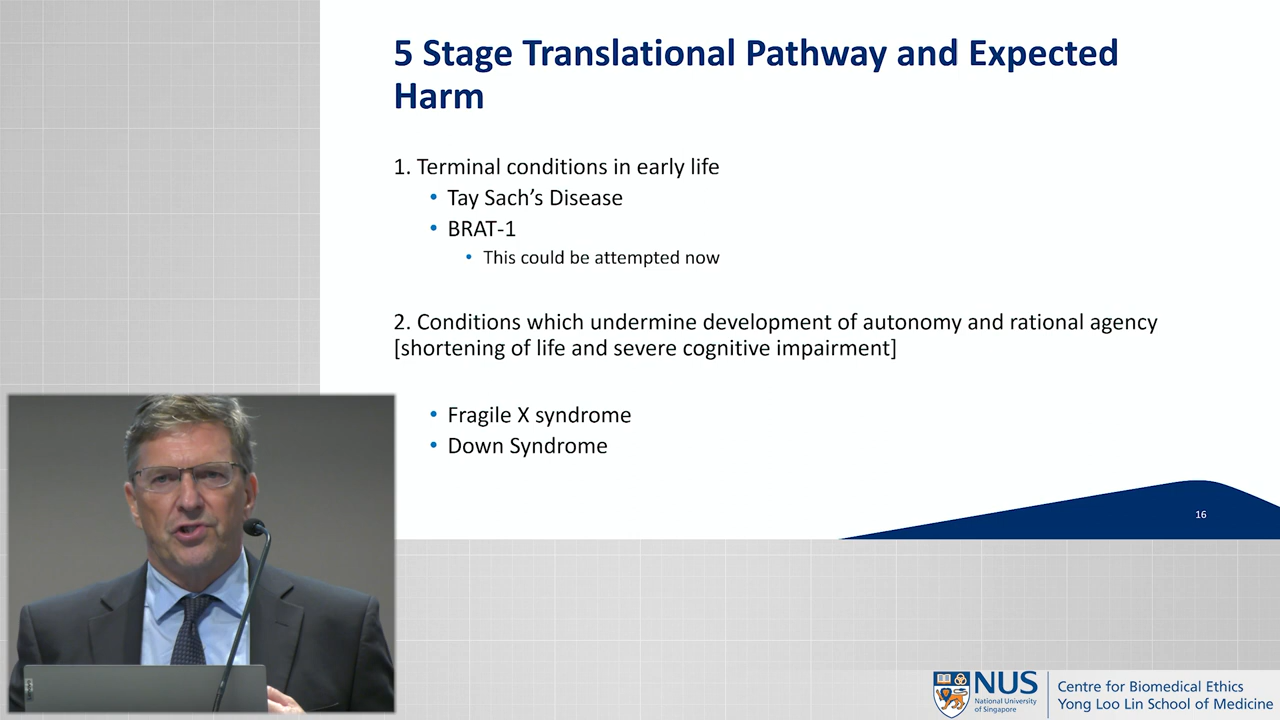 5 Stage Translational Pathway and Expected
Harm
1. Terminal conditions in early life
• Tay Sach’s Disease
• BRAT-1
• This could be attempted now
2. Conditions which undermine development of autonomy and rational agency
[shortening of life and severe cognitive impairment]
• Fragile X syndrome
• Down Syndrome
16
NUS
National University
of Singapore
Centre for Biomedical Ethics
Yong Loo Lin School of Medicine